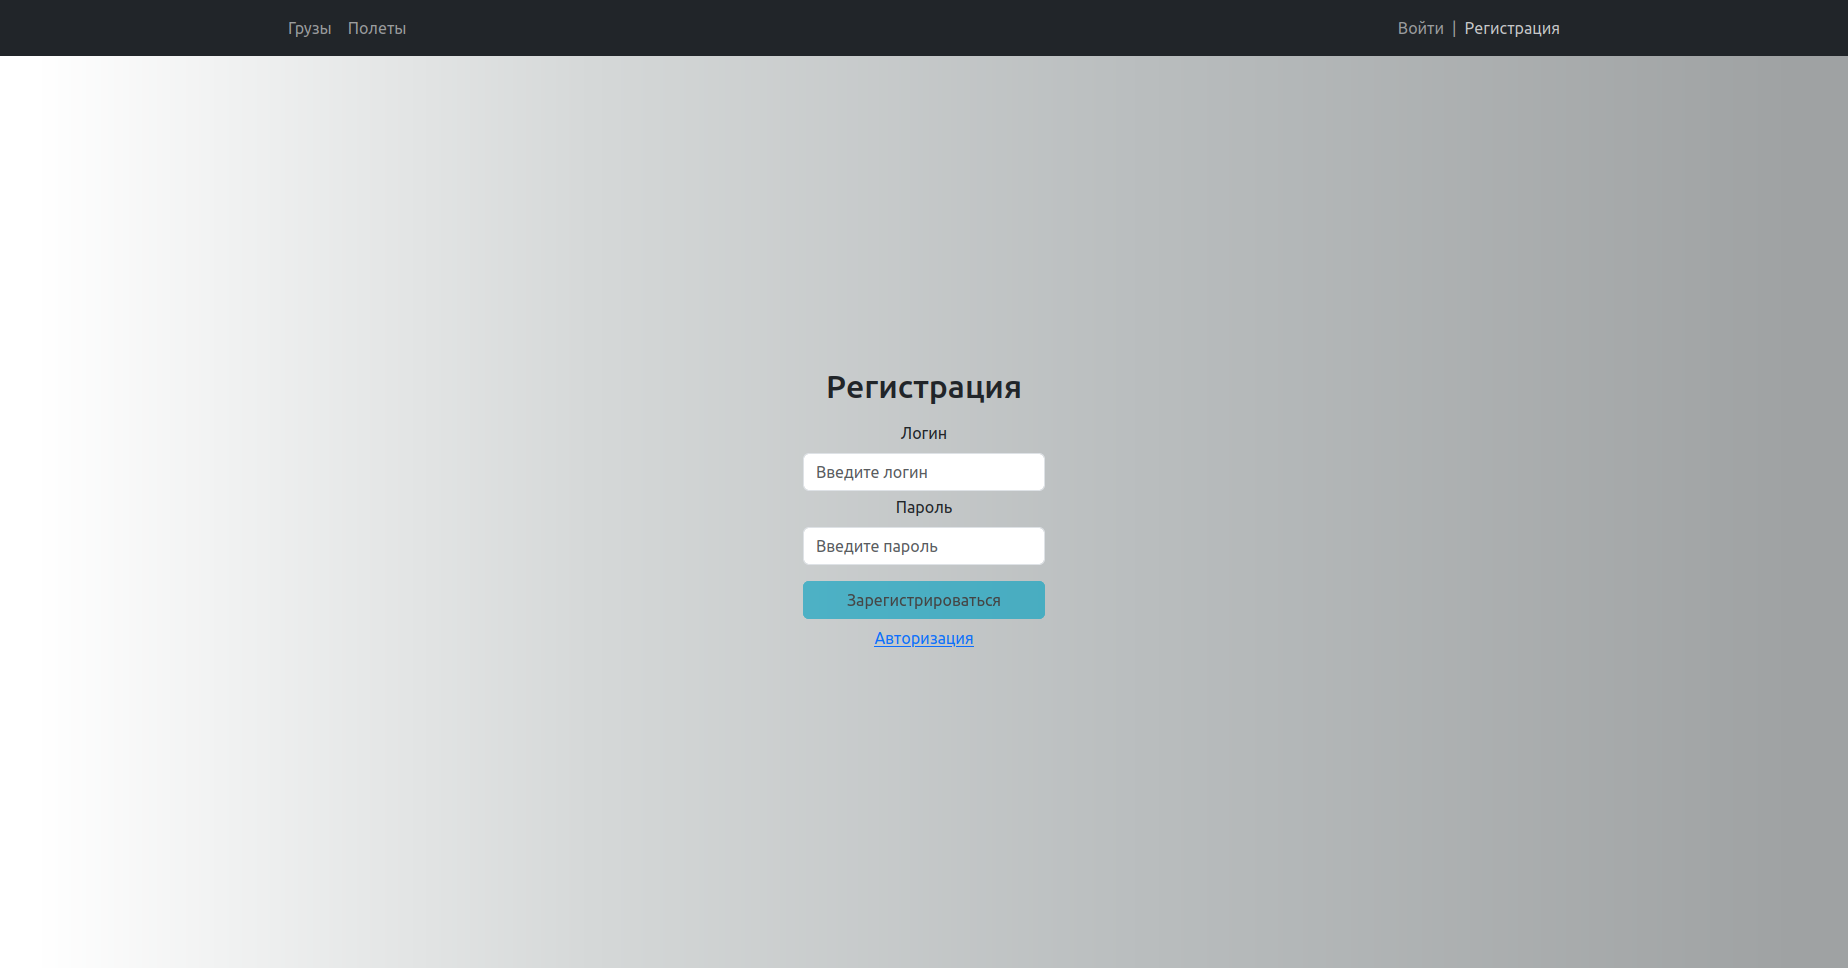 Грузы Полеты Войти | Регистрация
Регистрация
Логин
Введите логин
Пароль
Введите пароль
Зарегистрироваться
Авторизация